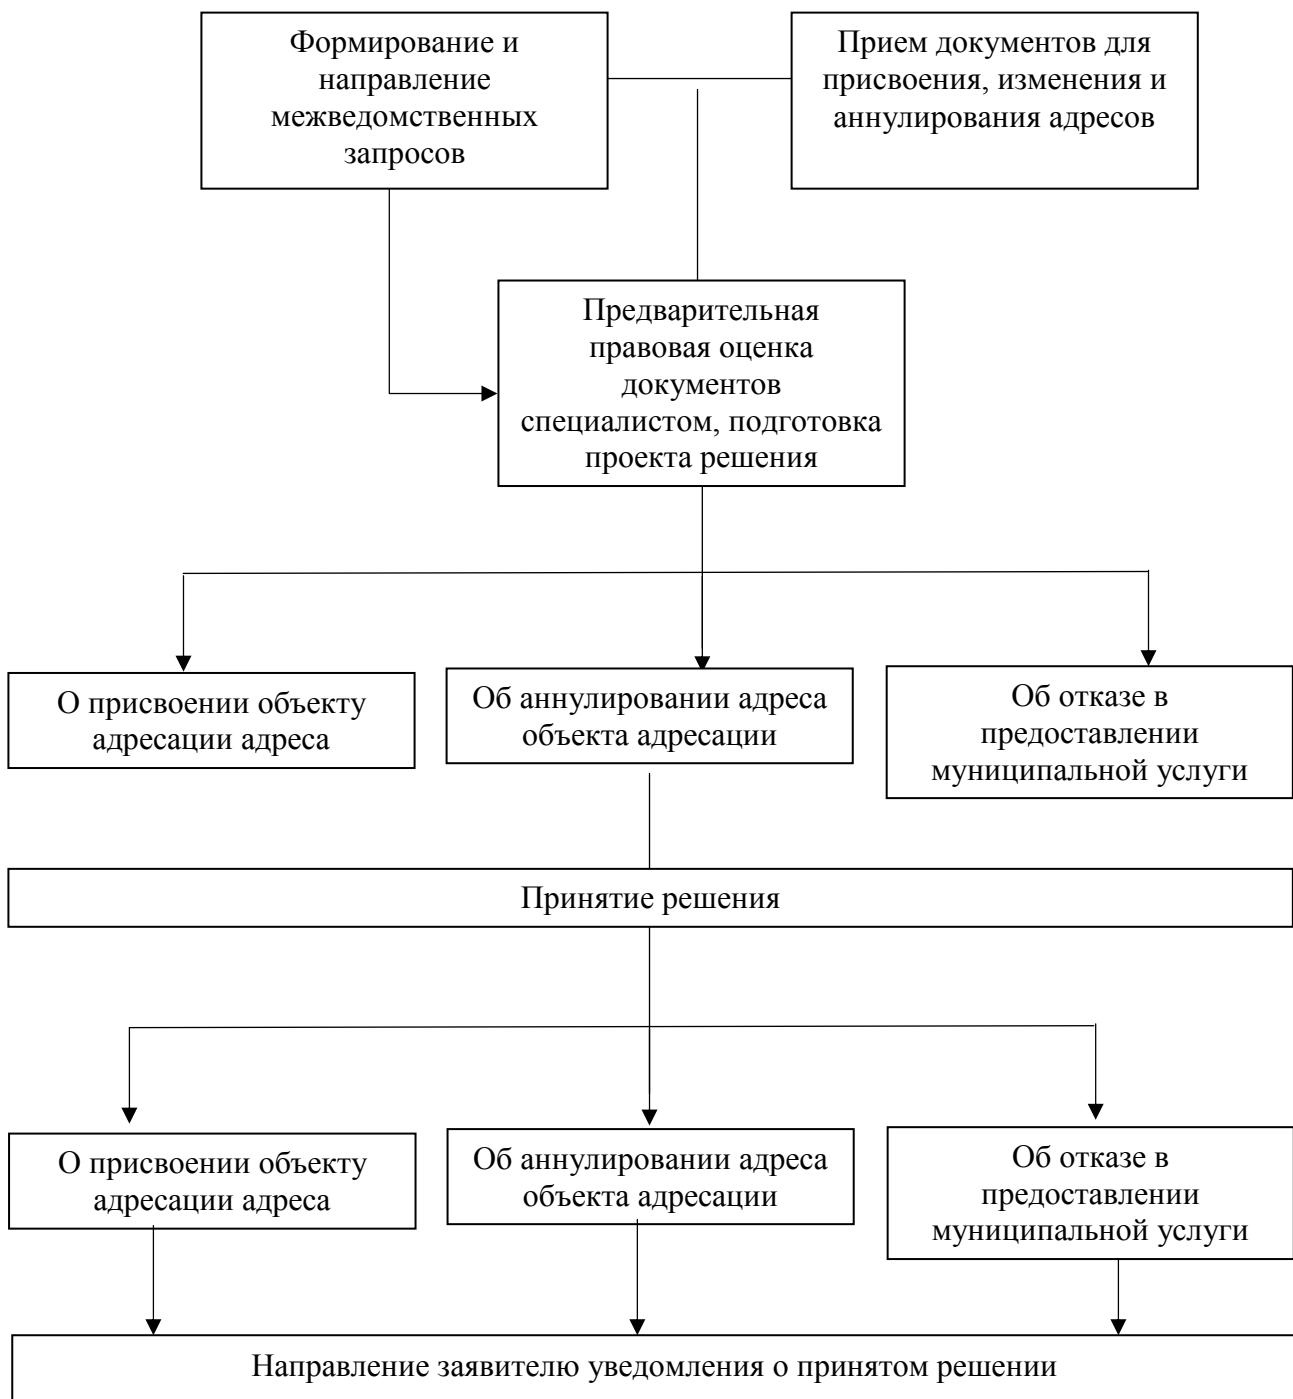 Формирование и
направление
межведомственных
запросов
Прием документов для
присвоения, изменения и
аннулирования адресов
Предварительная
правовая оценка
документов
специалистом, подготовка
проекта решения
О присвоении объекту
адресации адреса
Об аннулировании адреса
объекта адресации
Об отказе в
предоставлении
муниципальной услуги
Принятие решения
О присвоении объекту
адресации адреса
Об аннулировании адреса
объекта адресации
Об отказе в
предоставлении
муниципальной услуги
Направление заявителю уведомления о принятом решении